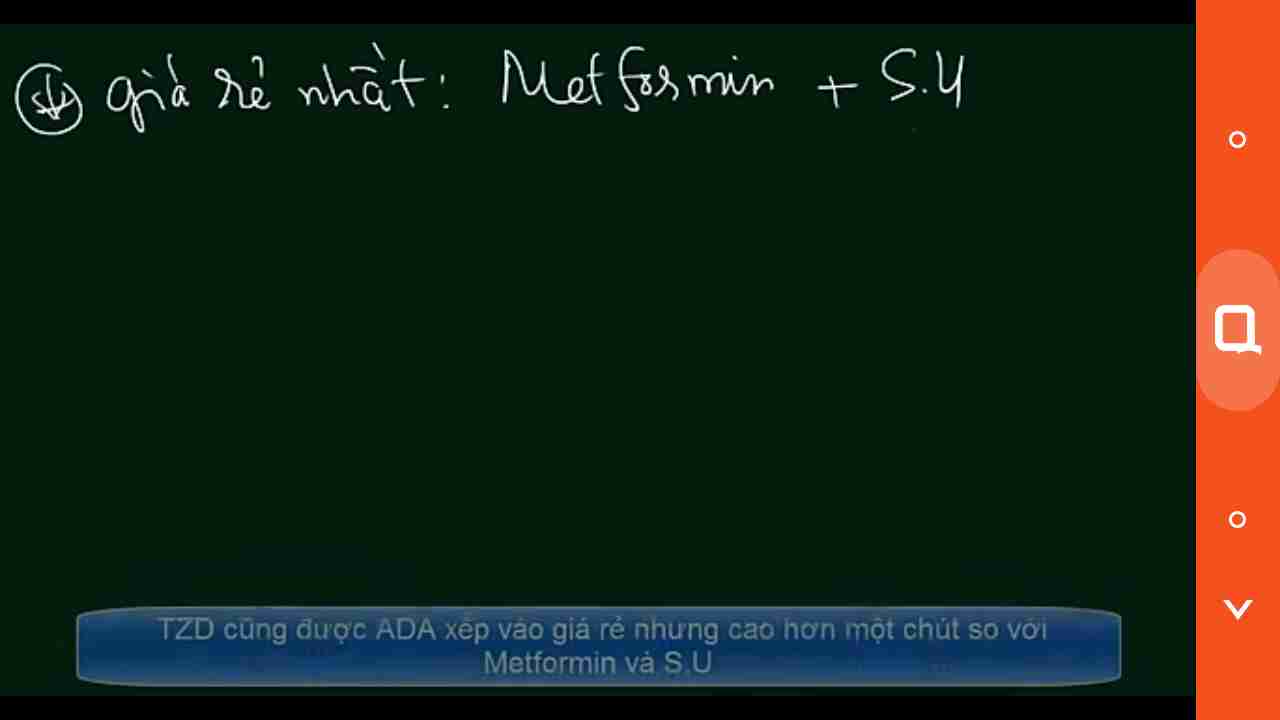 giá rẻ nhất: Metformin + S.U
TZD cũng được ADA xếp vào giá rẻ nhưng cao hơn một chút so với
Metformin và S.U